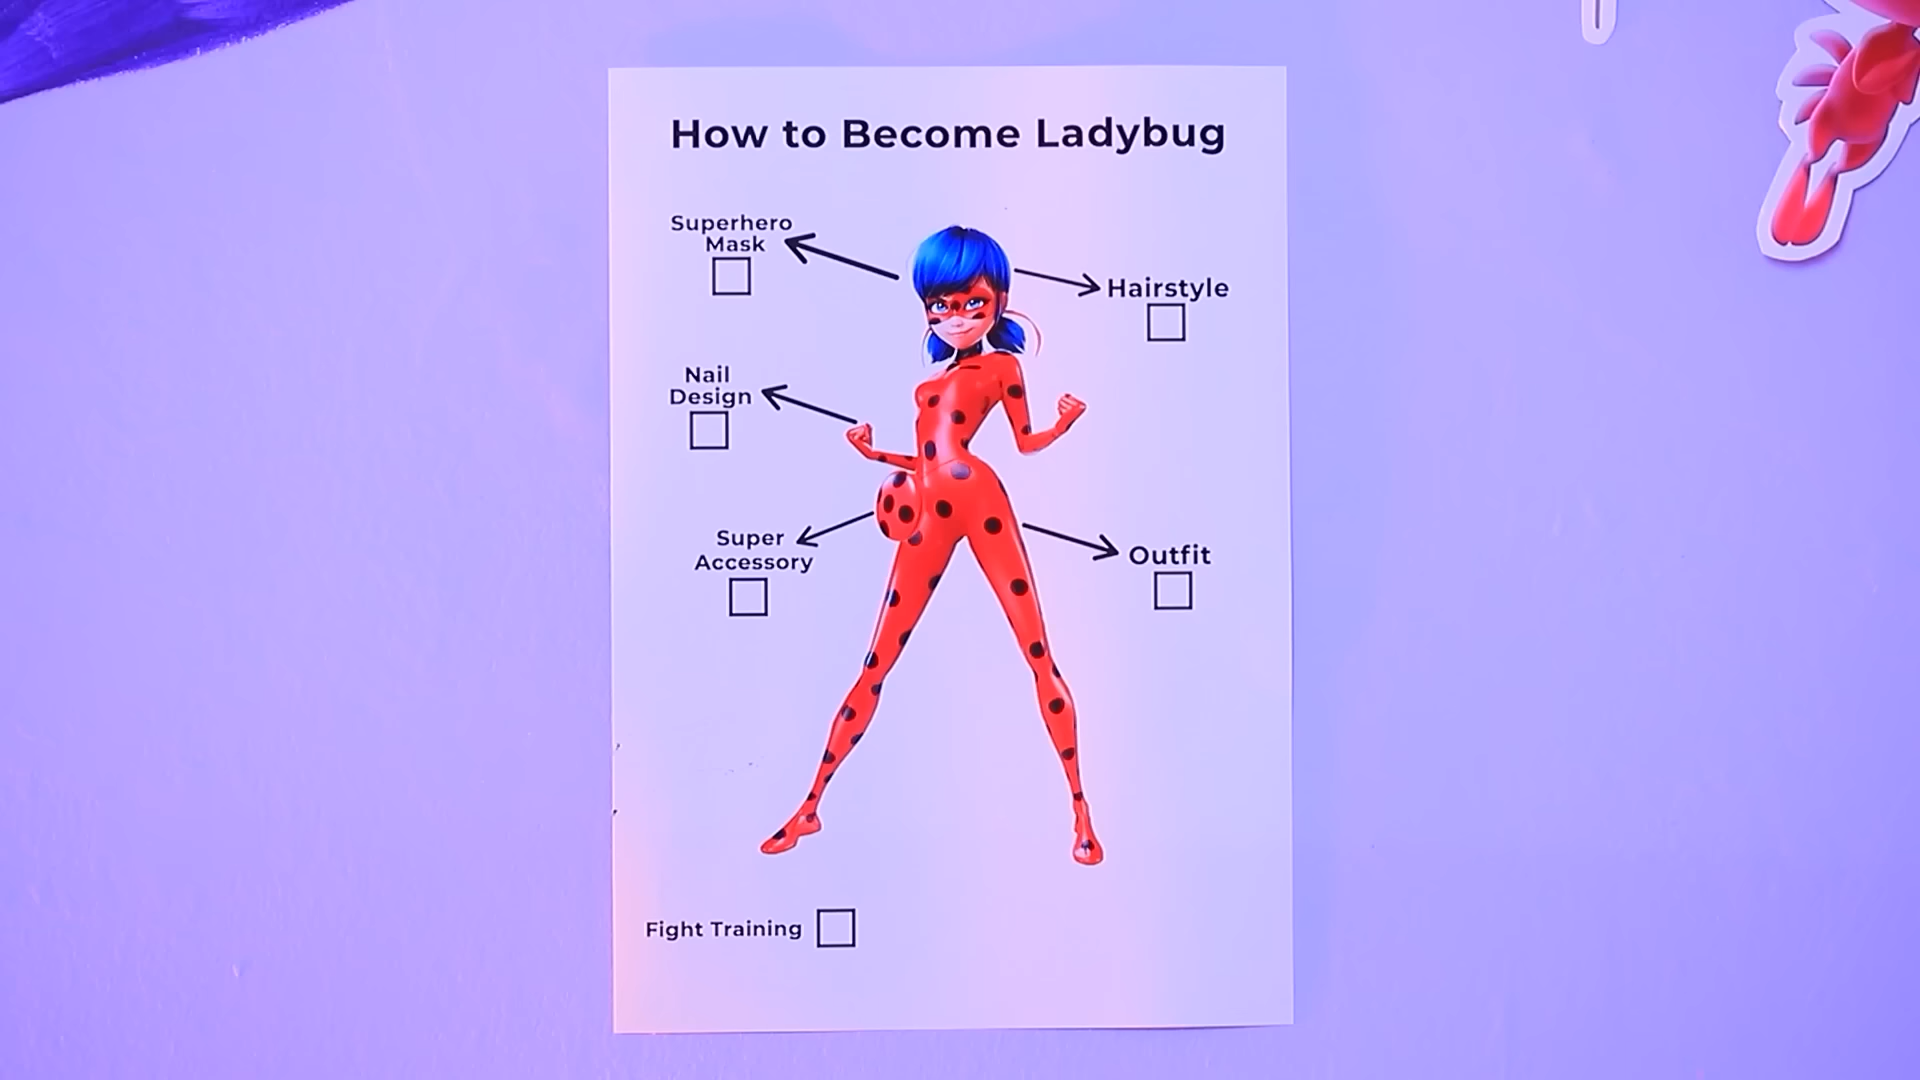 How to Become Ladybug
Superhero
Mask
Hairstyle
Nail
Design
Super
Accessory
Outfit
Fight Training